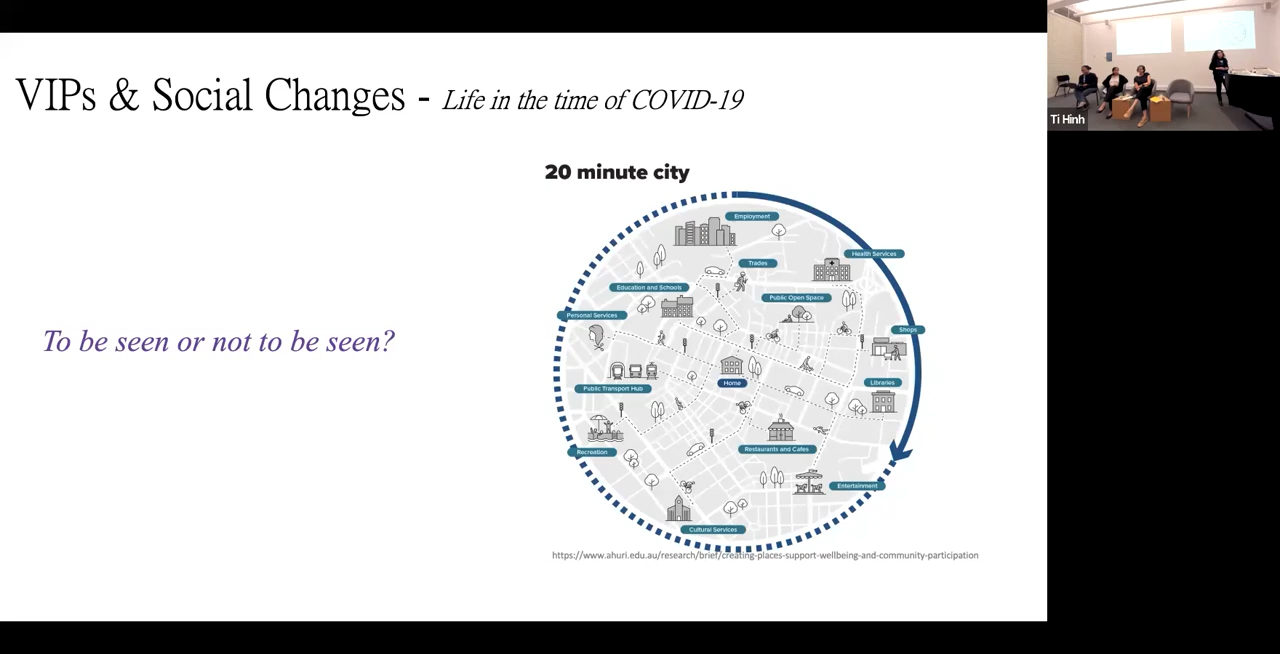 VIPs & Social Changes - Life in the time of COVID-19
Ti Hinh
20 minute city
Employment
Health Services
Trades
Education and Schools
Public Open Space
Personal Services
Shops
Home
Libraries
Public Transport Hub
Recreation
Restaurants and Cafes
Entertainment
Cultural Services
To be seen or not to be seen?
https://www.ahuri.edu.au/research/brief/creating-places-support-wellbeing-and-community-participation